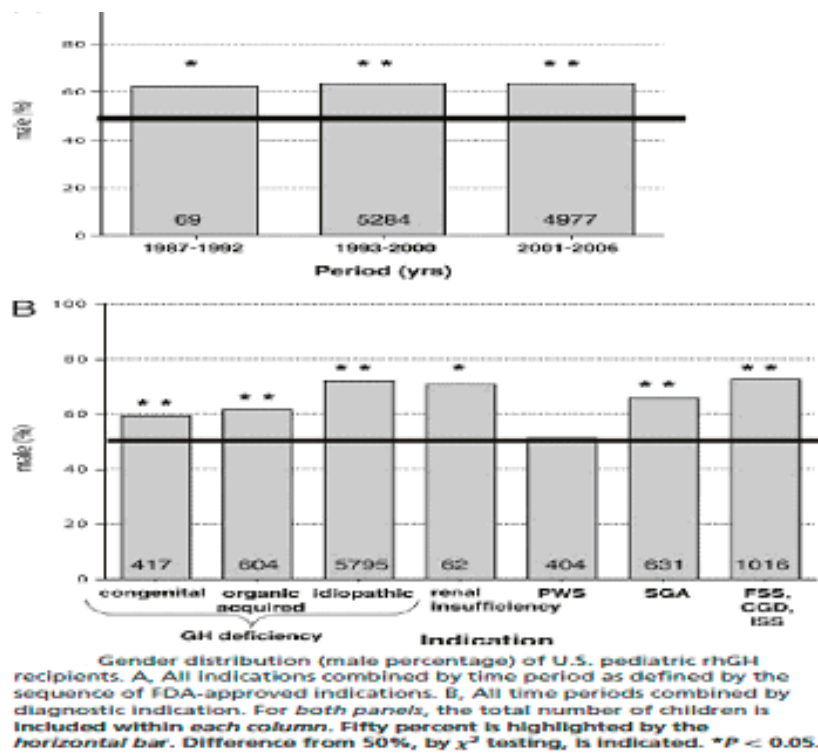 80
* ** **
60
40
20
69 5284 4977
0
1987-1992 1993-2000 2001-2006
Period (yrs)
male (%)
B
100
80
** ** ** * ** **
60
40
20
417 604 5795 62 404 631 1016
0
male (%)
congenital organic acquired idiopathic renal Insufficiency PWS SGA FSS, CGD, ISS
GH deficiency
Indication
Gender distribution (male percentage) of U.S. pediatric rhGH
recipients. A, All indications combined by time period as defined by the
sequence of FDA-approved indications. B, All time periods combined by
diagnostic indication. For both panels, the total number of children is
included within each column. Fifty percent is highlighted by the
horizontal bar. Difference from 50%, by χ² testing, is indicated. *P < 0.05.